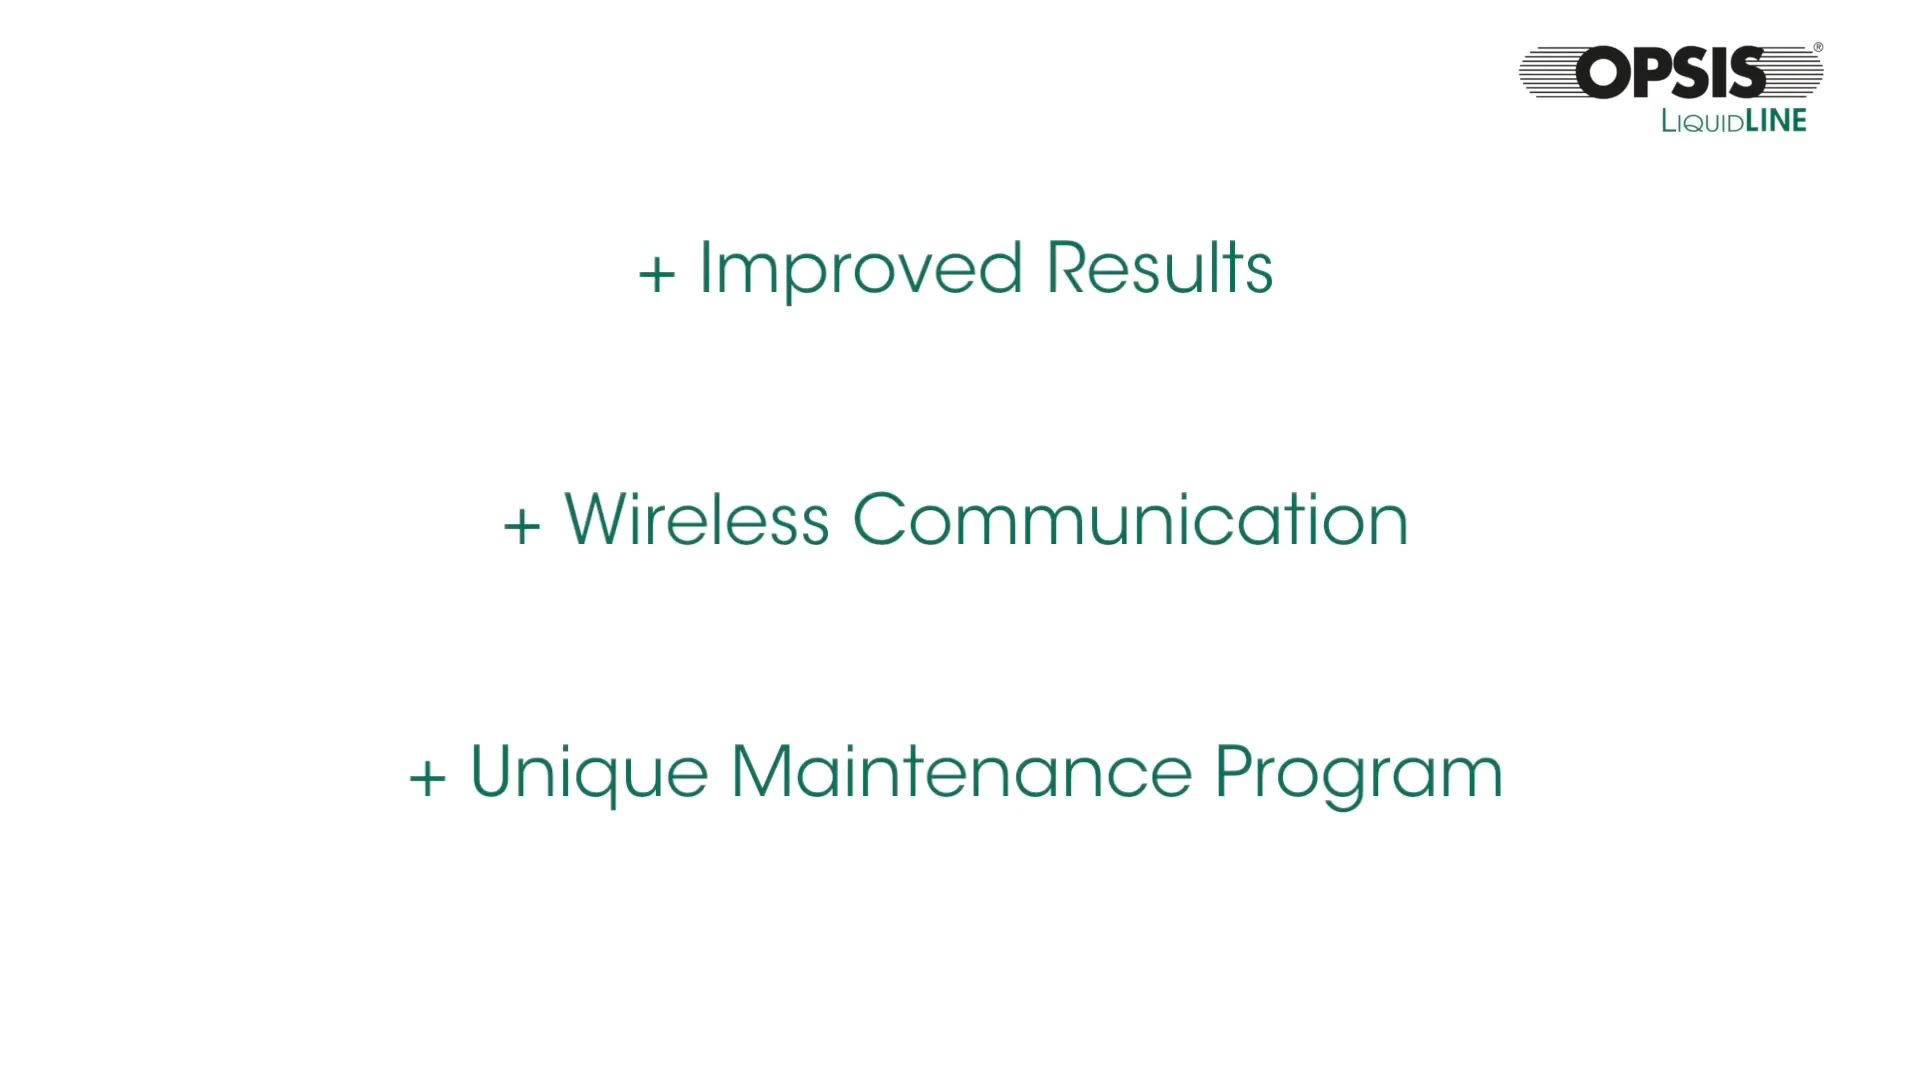 OPSIS®
LIQUIDLINE
+ Improved Results
+ Wireless Communication
+ Unique Maintenance Program